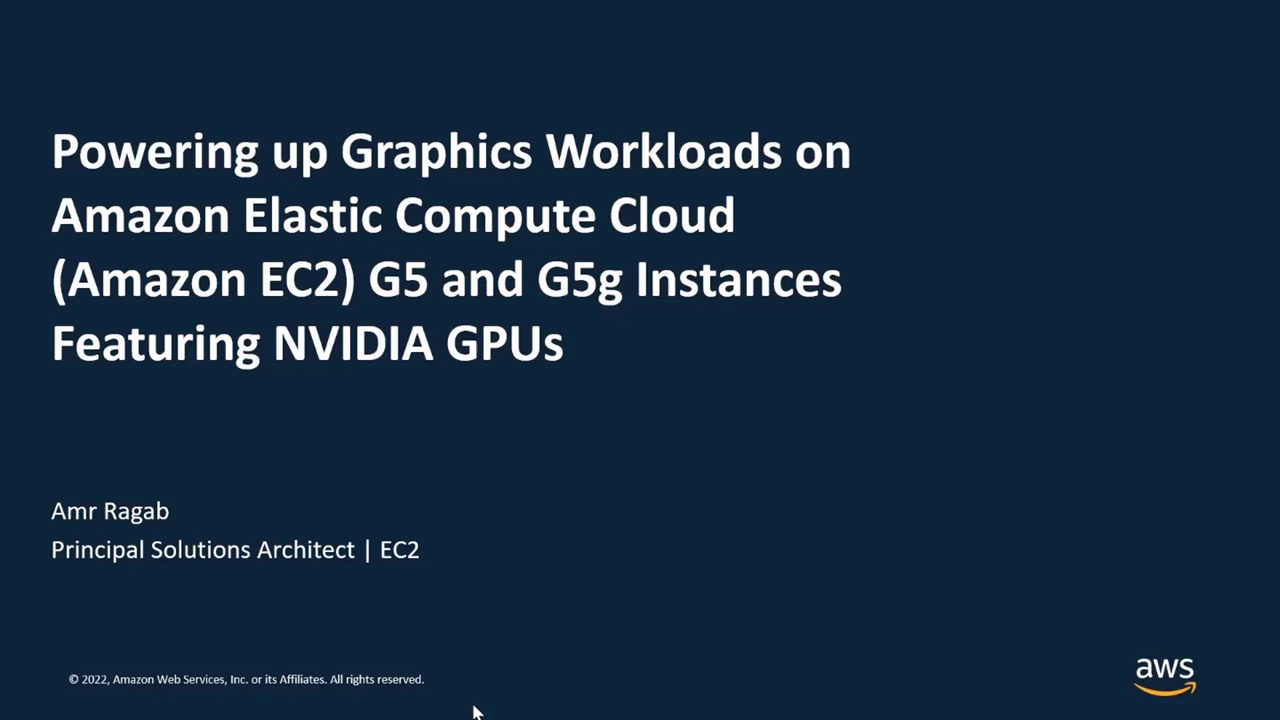 Powering up Graphics Workloads on
Amazon Elastic Compute Cloud
(Amazon EC2) G5 and G5g Instances
Featuring NVIDIA GPUs
Amr Ragab
Principal Solutions Architect | EC2
© 2022, Amazon Web Services, Inc. or its Affiliates. All rights reserved.
aws